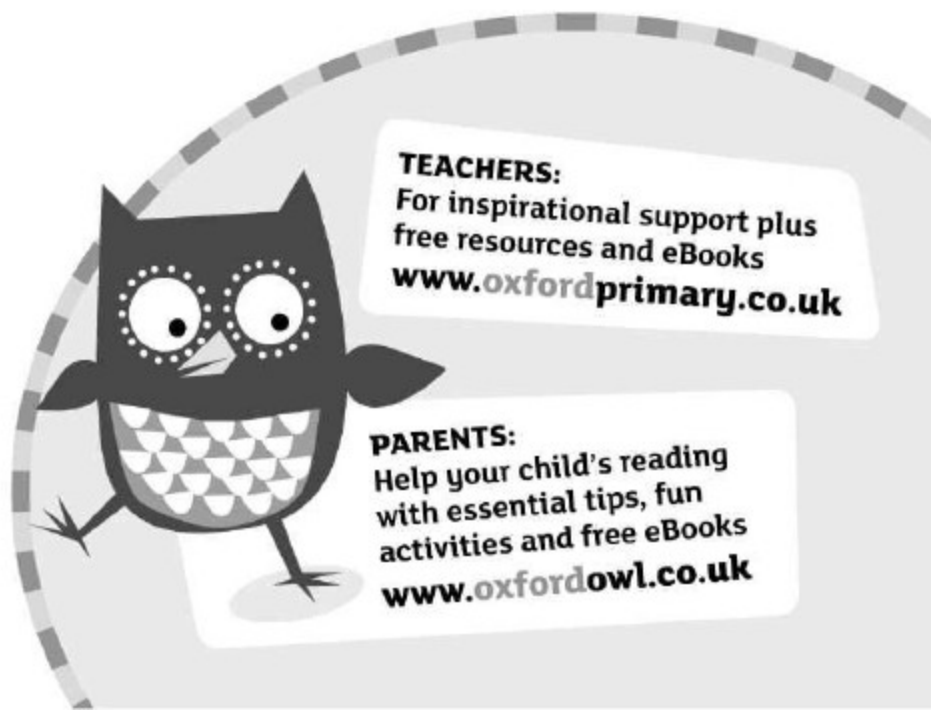 TEACHERS:
For inspirational support plus
free resources and eBooks
www.oxfordprimary.co.uk
PARENTS:
Help your child's reading
with essential tips, fun
activities and free eBooks
www.oxfordowl.co.uk